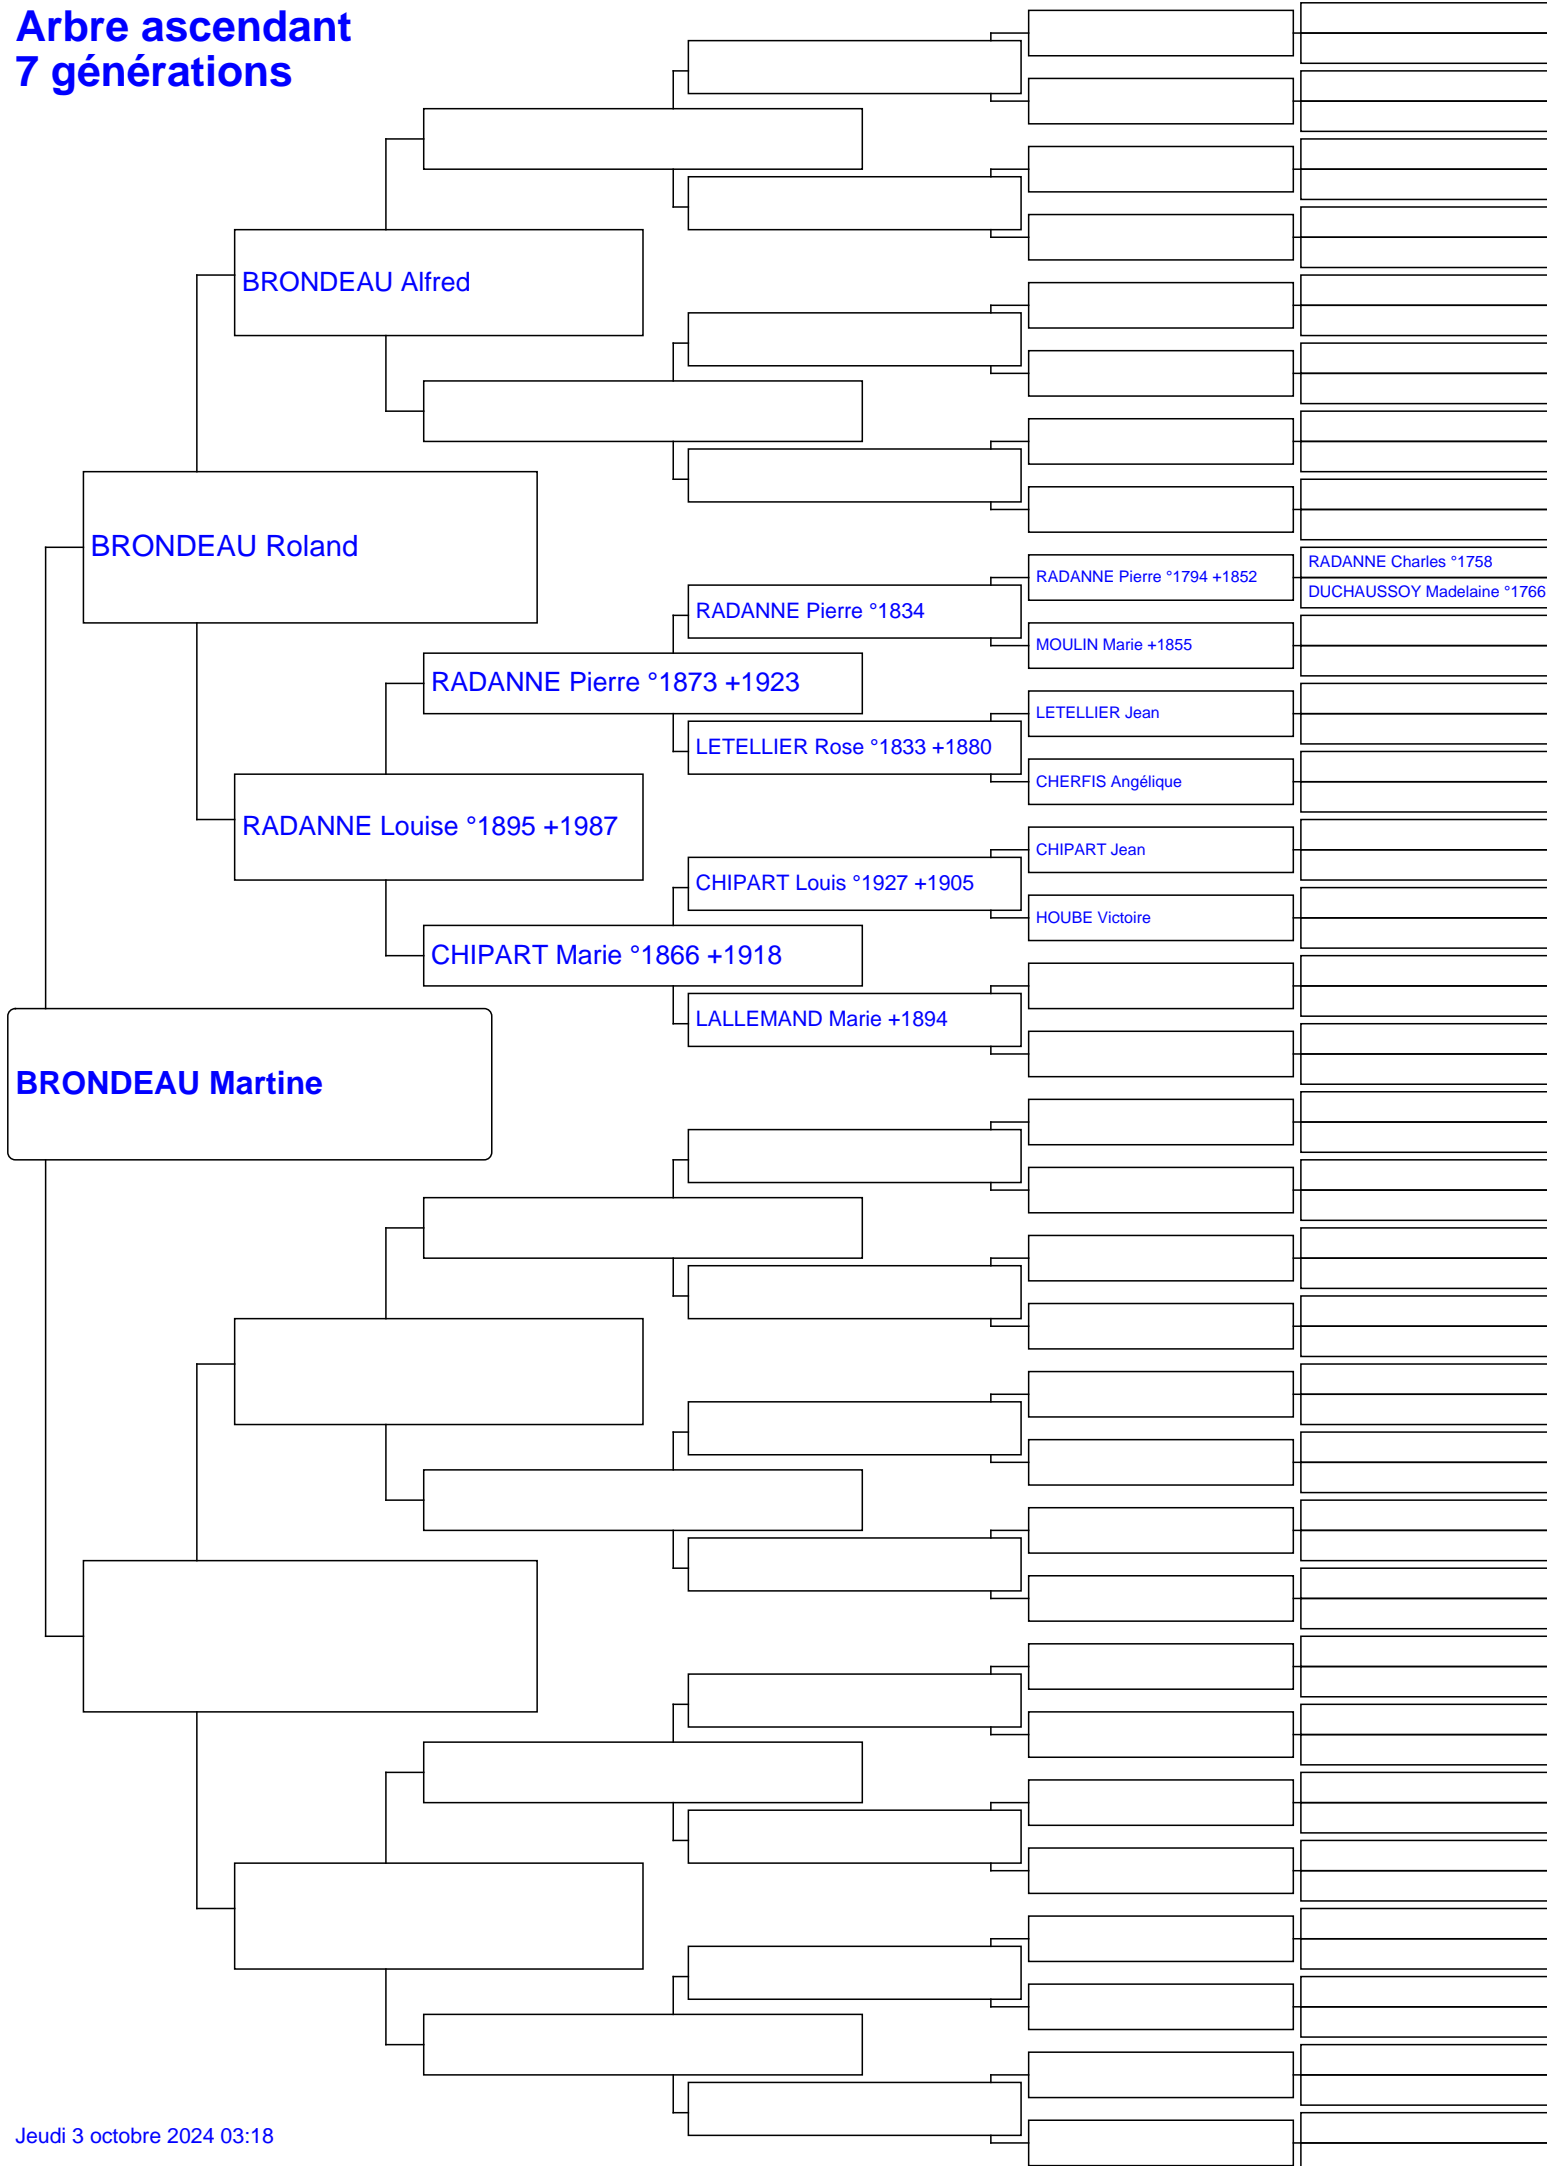 Arbre ascendant
7 générations
BRONDEAU Alfred
BRONDEAU Roland
RADANNE Pierre °1794 +1852
RADANNE Charles °1758
DUCHAUSSOY Madelaine °1766
RADANNE Pierre °1834
MOULIN Marie +1855
RADANNE Pierre °1873 +1923
LETELLIER Jean
LETELLIER Rose °1833 +1880
CHERFIS Angélique
RADANNE Louise °1895 +1987
CHIPART Jean
CHIPART Louis °1927 +1905
HOUBE Victoire
CHIPART Marie °1866 +1918
LALLEMAND Marie +1894
BRONDEAU Martine
Jeudi 3 octobre 2024 03:18